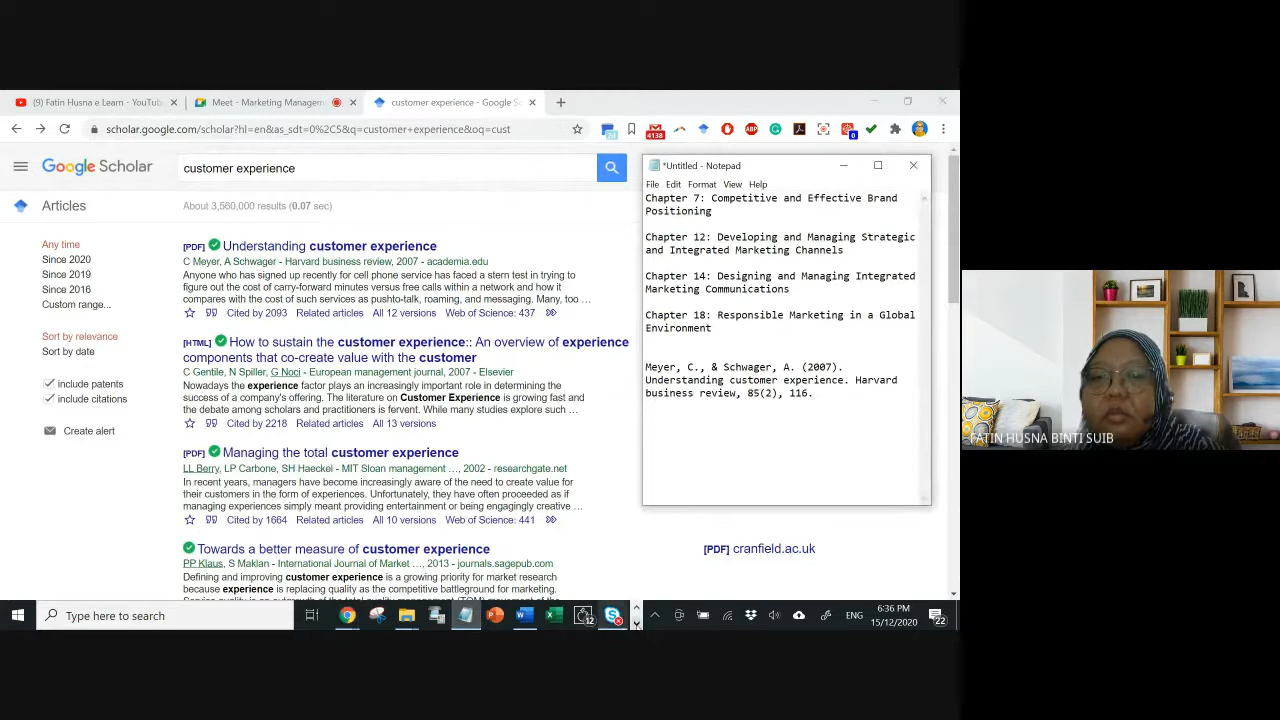 (9) Fatin Husna e Learn - YouTub
Meet - Marketing Managem
customer experience - Google Sc
scholar.google.com/scholar?hl=en&as_sdt=0%2C5&q=customer+experience&oq=cust
4138
ABP
0
Google Scholar
customer experience
Articles
About 3,560,000 results (0.07 sec)
Any time
Since 2020
Since 2019
Since 2016
Custom range...
Sort by relevance
Sort by date
include patents
include citations
Create alert
[PDF] Understanding customer experience
C Meyer, A Schwager - Harvard business review, 2007 - academia.edu
Anyone who has signed up recently for cell phone service has faced a stern test in trying to
figure out the cost of carry-forward minutes versus free calls within a network and how it
compares with the cost of such services as pushto-talk, roaming, and messaging. Many, too ...
Cited by 2093 Related articles All 12 versions Web of Science: 437
[HTML] How to sustain the customer experience:: An overview of experience
components that co-create value with the customer
C Gentile, N Spiller, G Noci - European management journal, 2007 - Elsevier
Nowadays the experience factor plays an increasingly important role in determining the
success of a company's offering. The literature on Customer Experience is growing fast and
the debate among scholars and practitioners is fervent. While many studies explore such ...
Cited by 2218 Related articles All 13 versions
[PDF] Managing the total customer experience
LL Berry, LP Carbone, SH Haeckel - MIT Sloan management ..., 2002 - researchgate.net
In recent years, managers have become increasingly aware of the need to create value for
their customers in the form of experiences. Unfortunately, they have often proceeded as if
managing experiences simply meant providing entertainment or being engagingly creative ...
Cited by 1664 Related articles All 10 versions Web of Science: 441
Towards a better measure of customer experience
PP Klaus, S Maklan - International Journal of Market ..., 2013 - journals.sagepub.com
Defining and improving customer experience is a growing priority for market research
because experience is replacing quality as the competitive battleground for marketing.
[PDF] cranfield.ac.uk
*Untitled - Notepad
File Edit Format View Help
Chapter 7: Competitive and Effective Brand
Positioning
Chapter 12: Developing and Managing Strategic
and Integrated Marketing Channels
Chapter 14: Designing and Managing Integrated
Marketing Communications
Chapter 18: Responsible Marketing in a Global
Environment
Meyer, C., & Schwager, A. (2007).
Understanding customer experience. Harvard
business review, 85(2), 116.
Type here to search
12
ENG
6:36 PM
15/12/2020
22
FATIN HUSNA BINTI SUIB